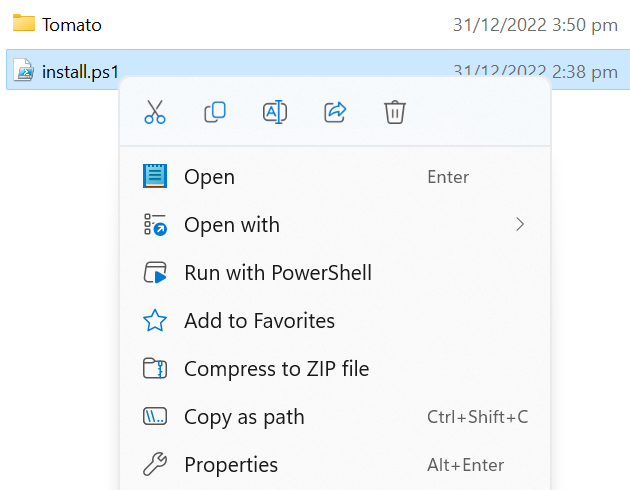 Tomato 31/12/2022 3:50 pm
install.ps1 31/12/2022 2:38 pm
Open Enter
Open with
Run with PowerShell
Add to Favorites
Compress to ZIP file
Copy as path Ctrl+Shift+C
Properties Alt+Enter